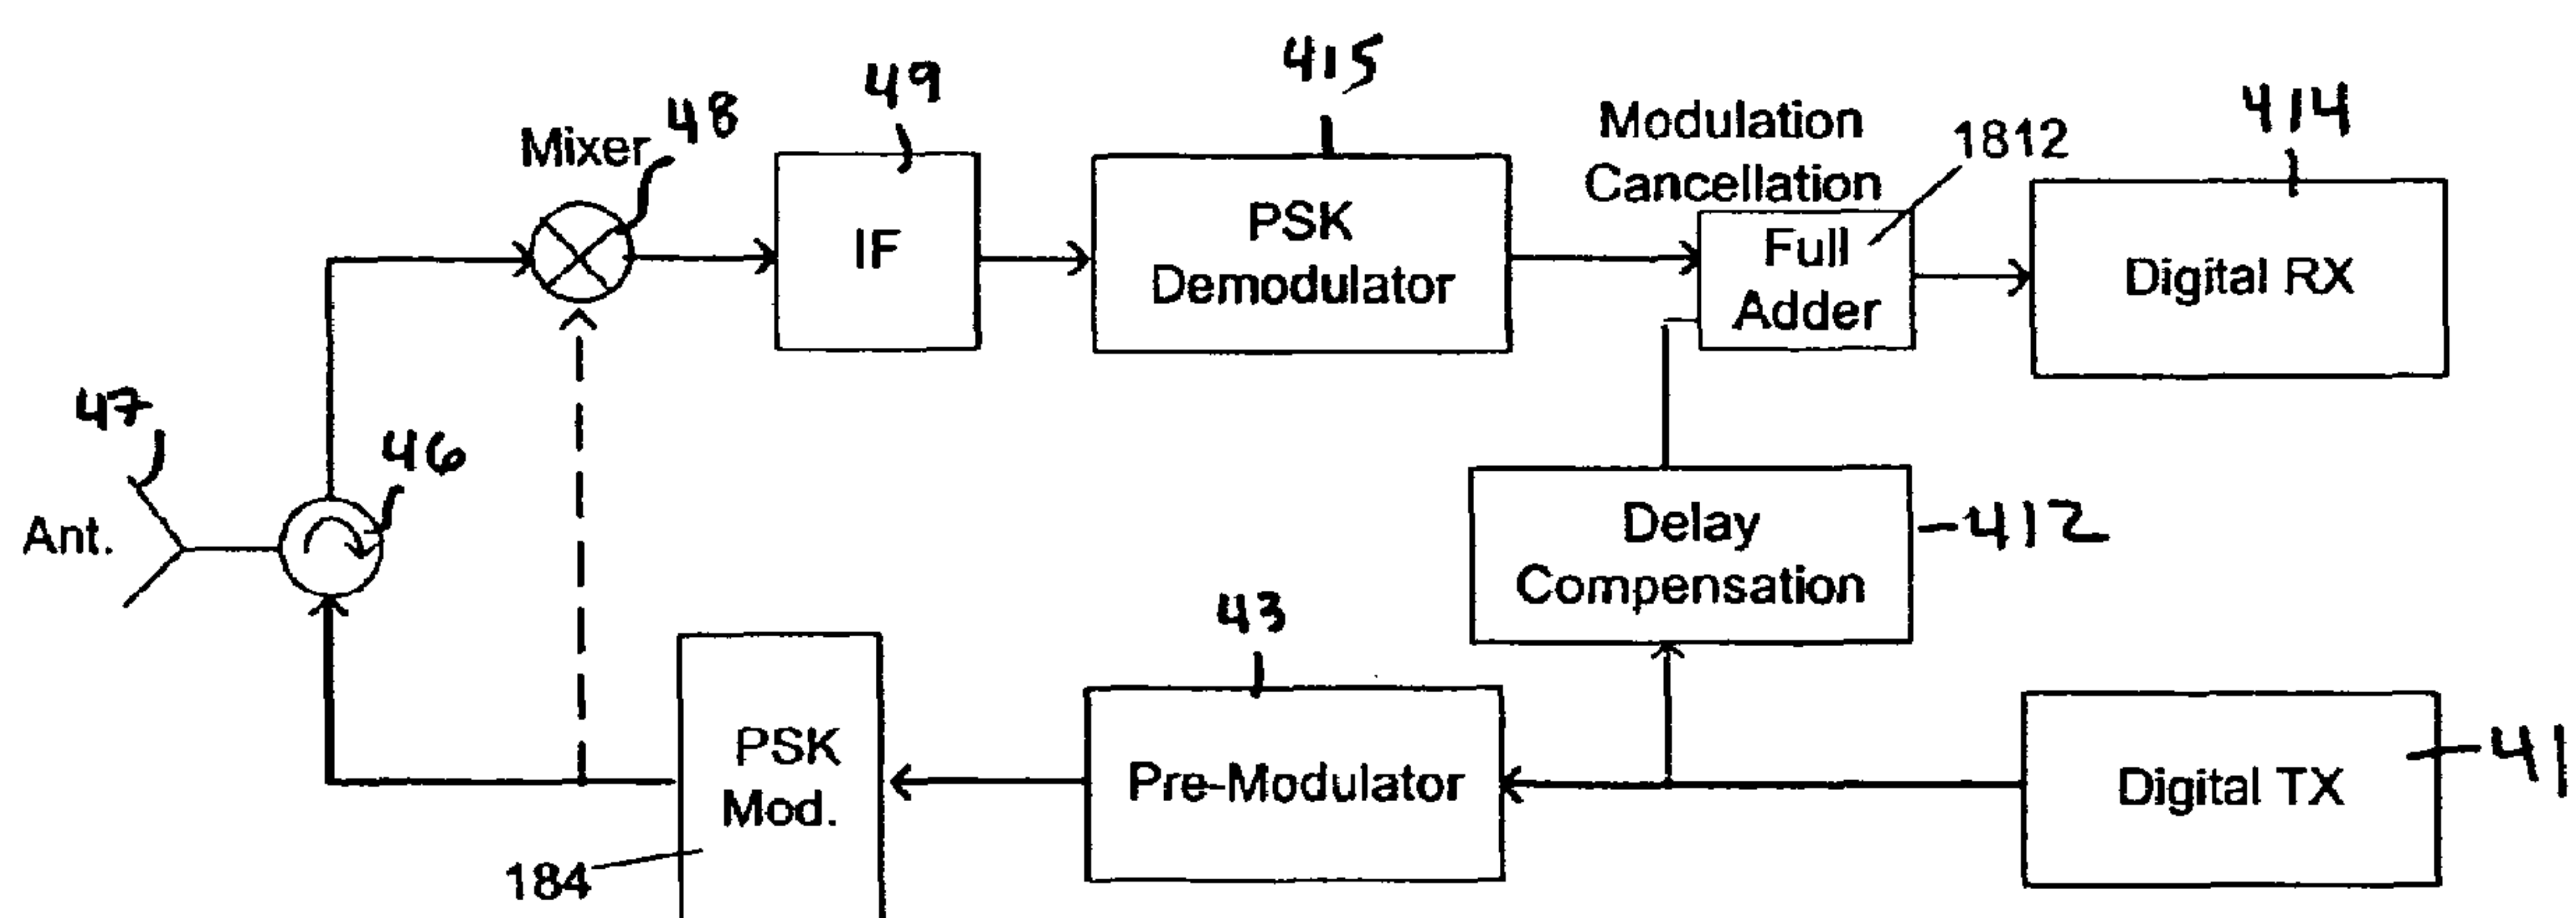 415
49
Modulation
Cancellation
414
Mixer 48
1812
IF
PSK
Demodulator
Full
Adder
Digital RX
47
46
Ant.
Delay
Compensation
412
43
PSK
Mod.
Pre-Modulator
Digital TX
41
184